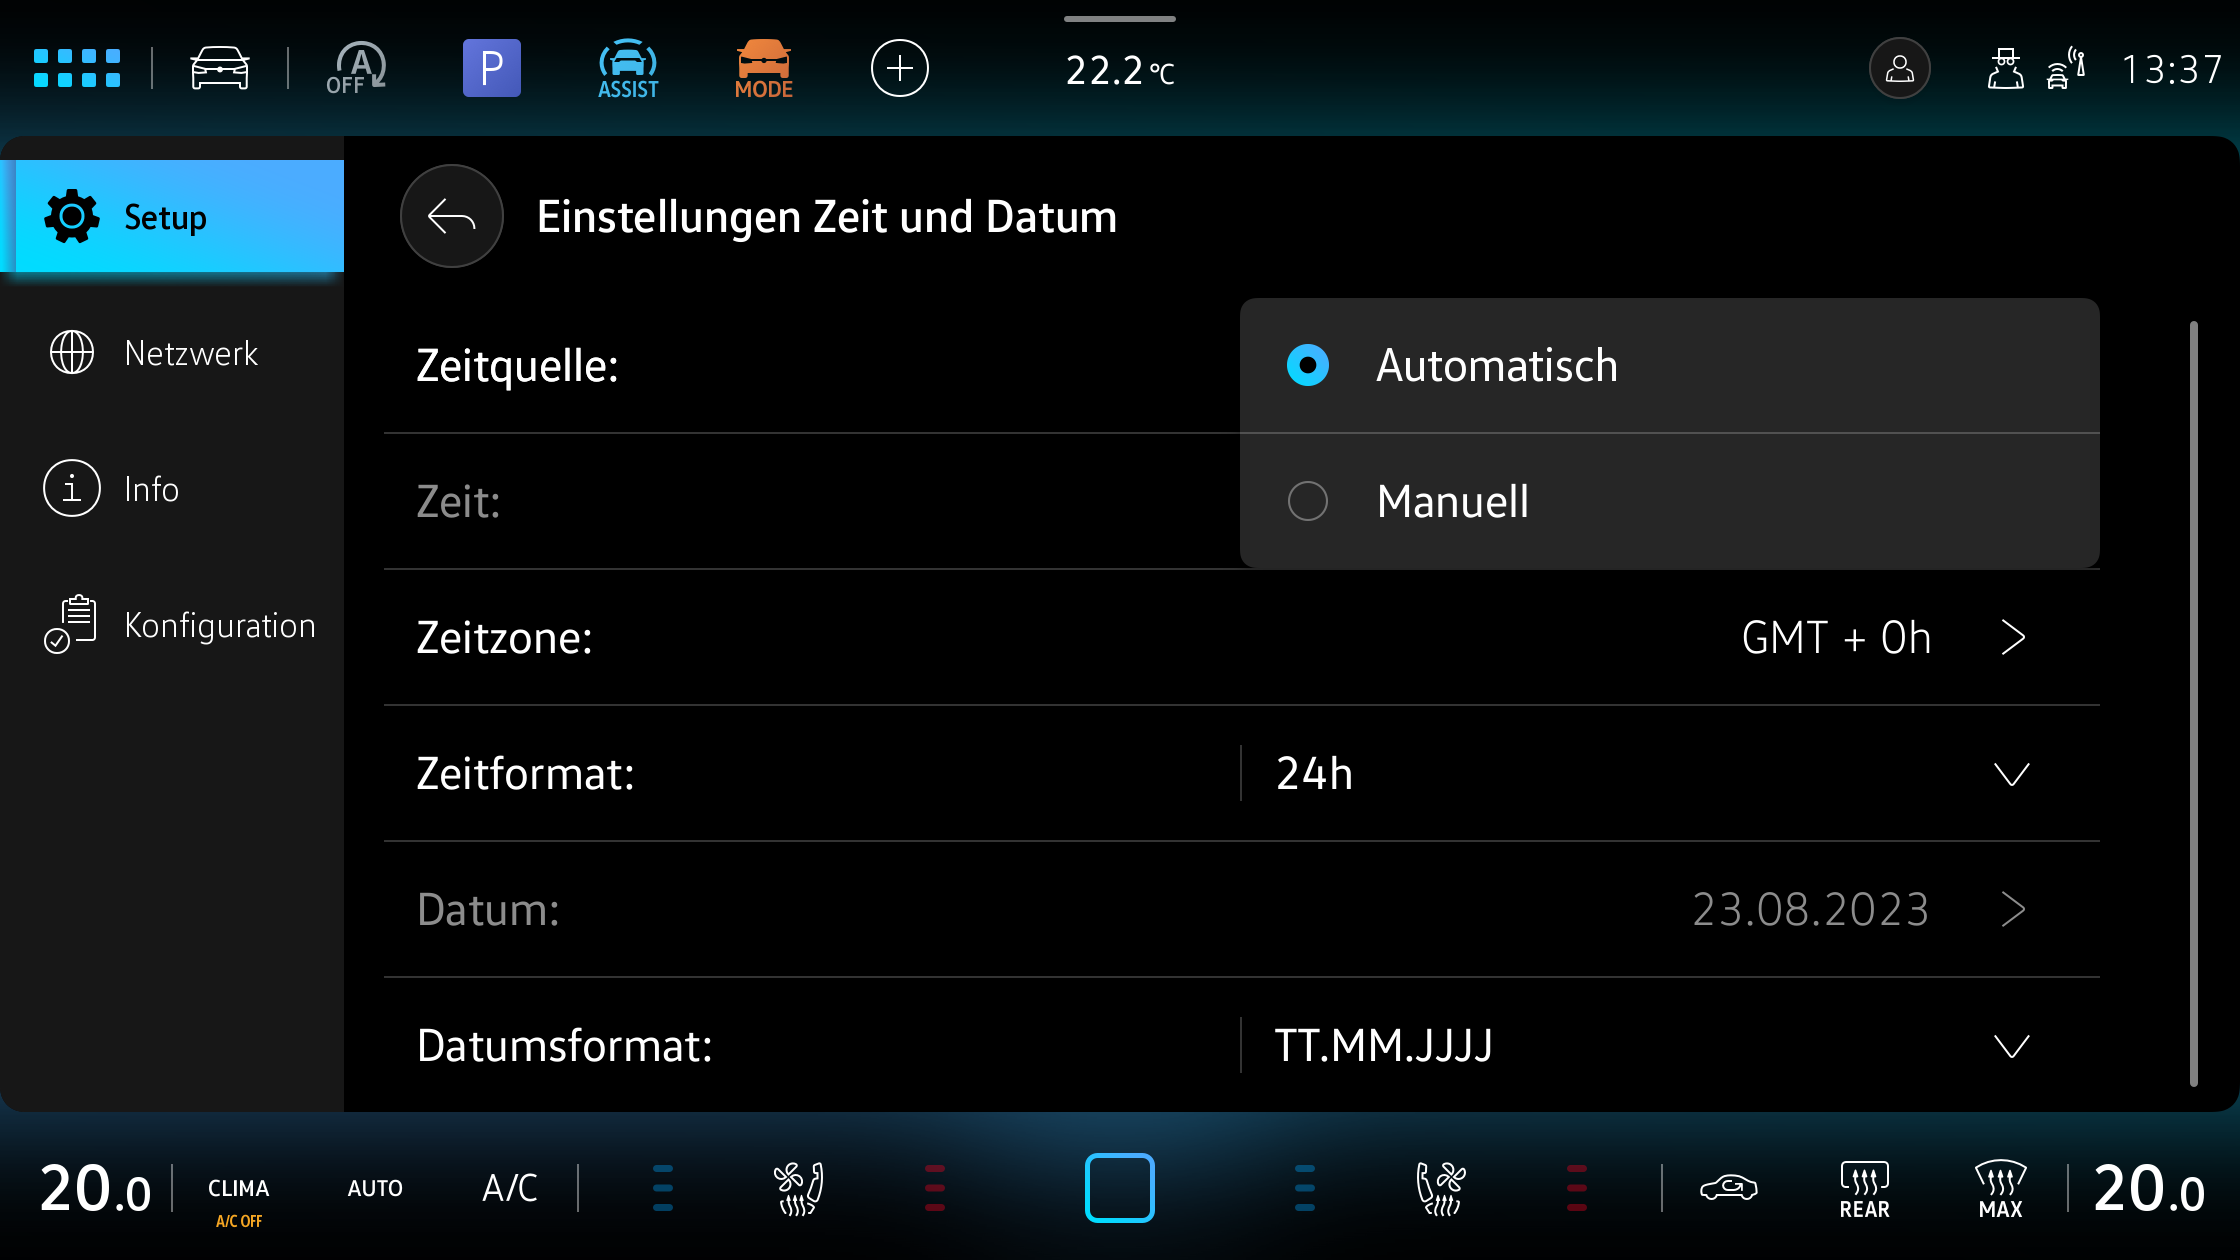 A
OFF
P
ASSIST
MODE
22.2 °C
13:37
Setup
Netzwerk
Info
Konfiguration
Einstellungen Zeit und Datum
Zeitquelle:
Automatisch
Zeit:
Manuell
Zeitzone:
GMT + 0h
Zeitformat:
24h
Datum:
23.08.2023
Datumsformat:
TT.MM.JJJJ
20.0
CLIMA
A/C OFF
AUTO
A/C
REAR
MAX
20.0